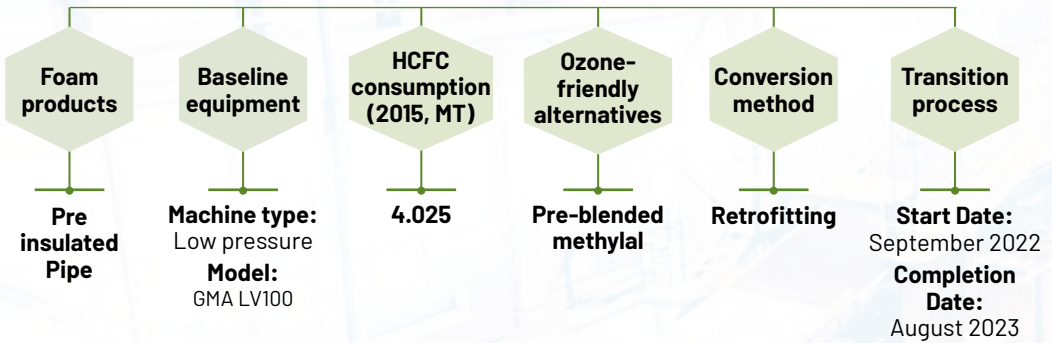 Foam
products
Baseline
equipment
HCFC
consumption
(2015, MT)
Ozone-
friendly
alternatives
Conversion
method
Transition
process
Pre
insulated
Pipe
Machine type:
Low pressure
Model:
GMA LV100
4.025
Pre-blended
methylal
Retrofitting
Start Date:
September 2022
Completion
Date:
August 2023